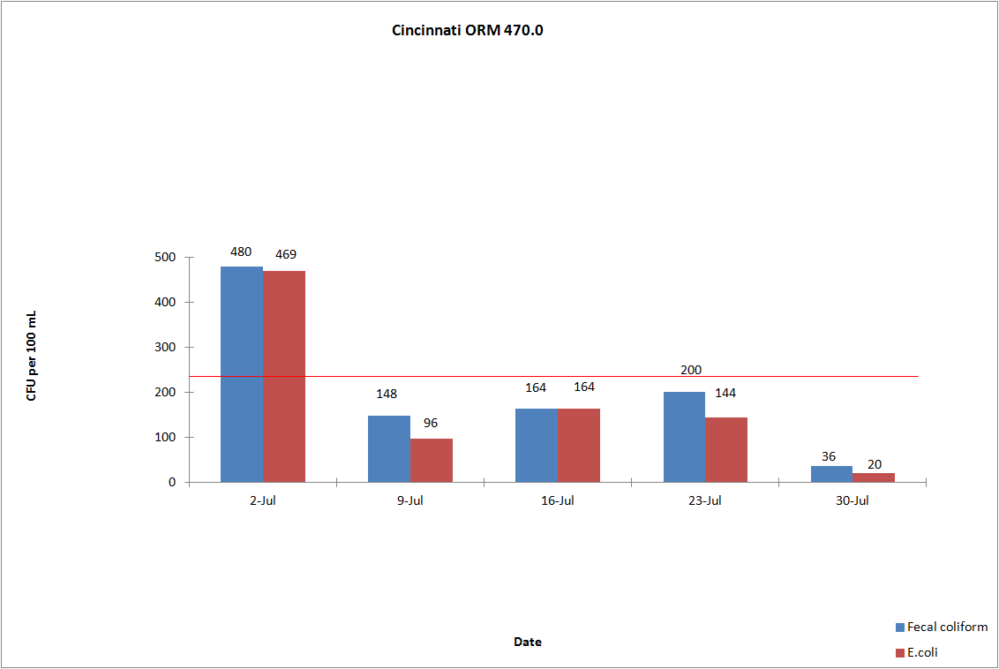 Cincinnati ORM 470.0
CFU per 100 mL
500
400
300
200
100
0
480
469
148
96
164
164
200
144
36
20
2-Jul
9-Jul
16-Jul
23-Jul
30-Jul
Date
Fecal coliform
E.coli